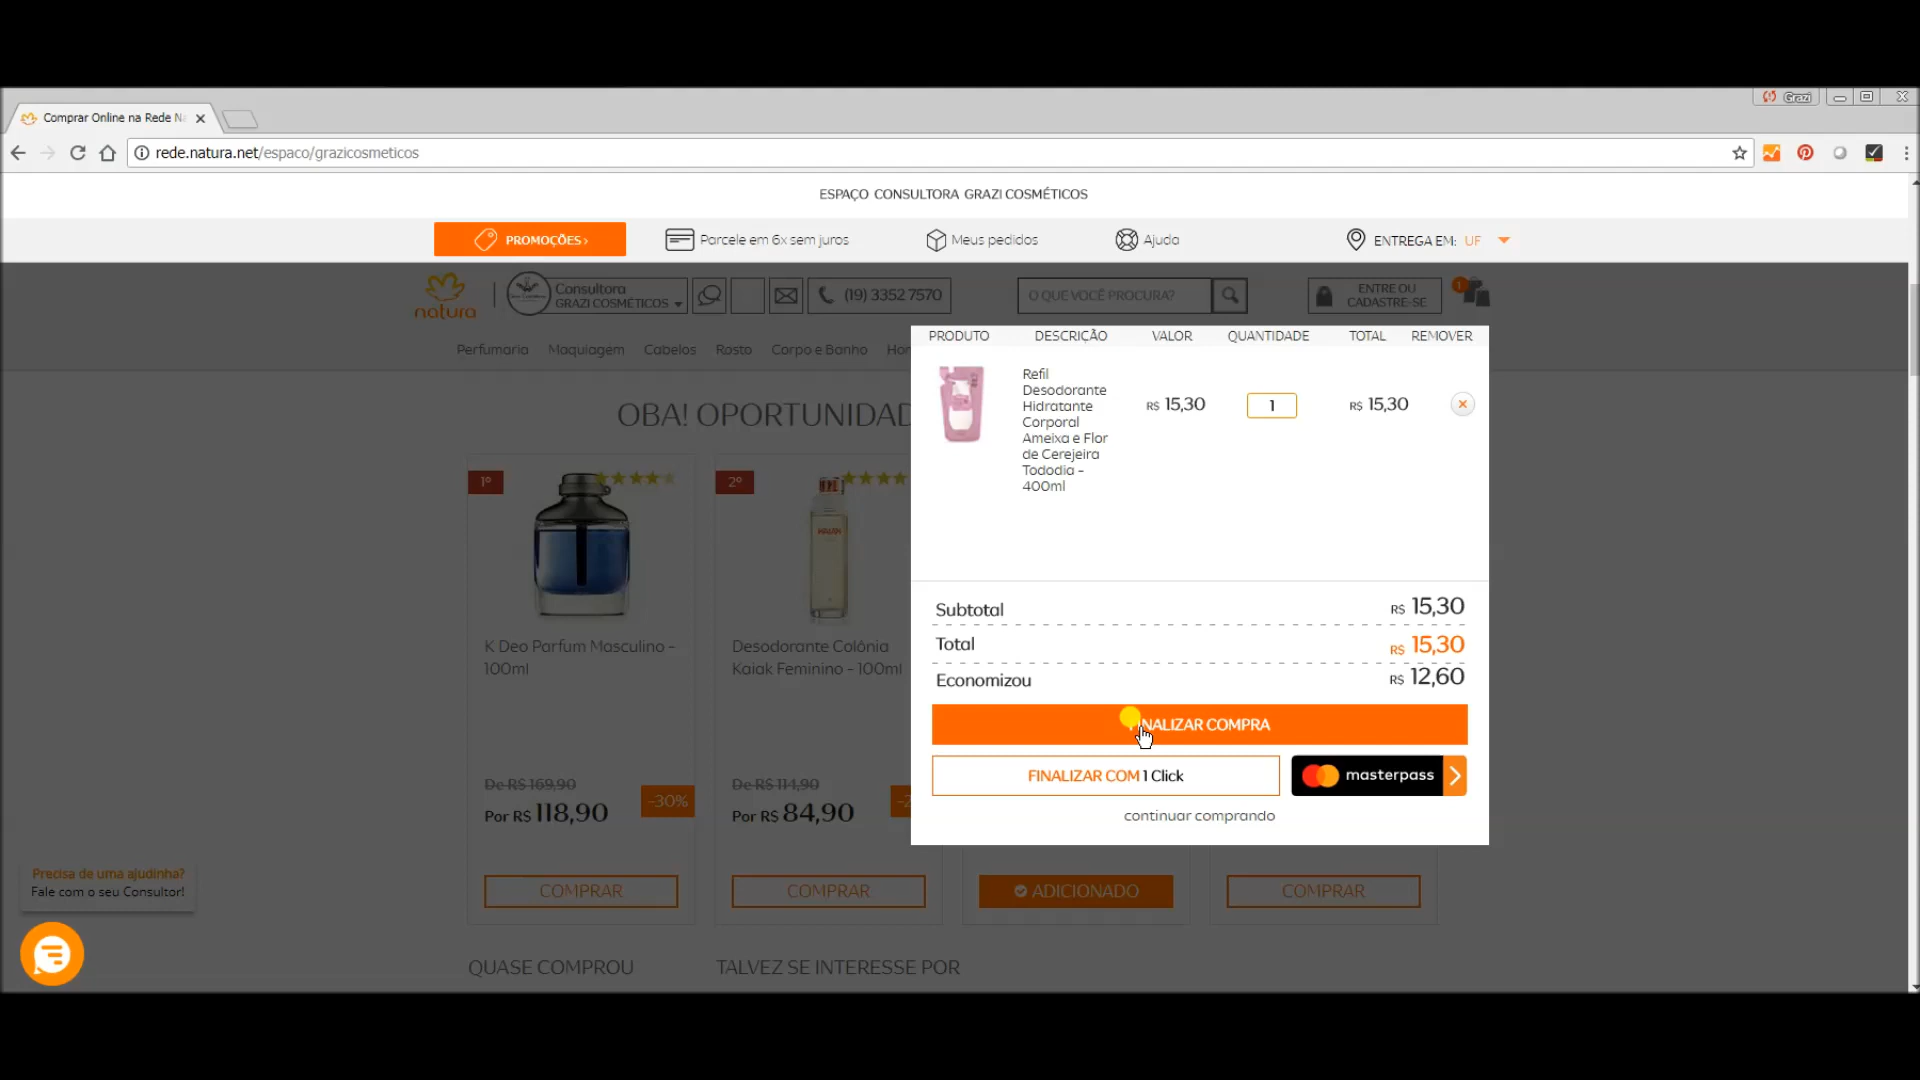 Comprar Online na Rede Na
Grazi
rede.natura.net/espaco/grazicosmeticos
ESPAÇO CONSULTORA GRAZI COSMÉTICOS
PROMOÇÕES ›
Parcele em 6x sem juros
Meus pedidos
Ajuda
ENTREGA EM: UF
natura
Consultora
GRAZI COSMÉTICOS
(19) 3352 7570
O QUE VOCÊ PROCURA?
ENTRE OU
CADASTRE-SE
1
Perfumaria Maquiagem Cabelos Rosto Corpo e Banho Hor
PRODUTO DESCRIÇÃO VALOR QUANTIDADE TOTAL REMOVER
Refil
Desodorante
Hidratante
Corporal
Ameixa e Flor
de Cerejeira
Tododia -
400ml
R$ 15,30
1
R$ 15,30
OBA! OPORTUNIDAD
1º
2º
K Deo Parfum Masculino -
100ml
Desodorante Colônia
Kaiak Feminino - 100ml
Subtotal R$ 15,30
Total R$ 15,30
Economizou R$ 12,60
INALIZAR COMPRA
FINALIZAR COM 1 Click
masterpass
continuar comprando
De R$ 169,90
Por R$ 118,90
-30%
De R$ 114,90
Por R$ 84,90
-2
COMPRAR
COMPRAR
ADICIONADO
COMPRAR
Precisa de uma ajudinha?
Fale com o seu Consultor!
QUASE COMPROU
TALVEZ SE INTERESSE POR